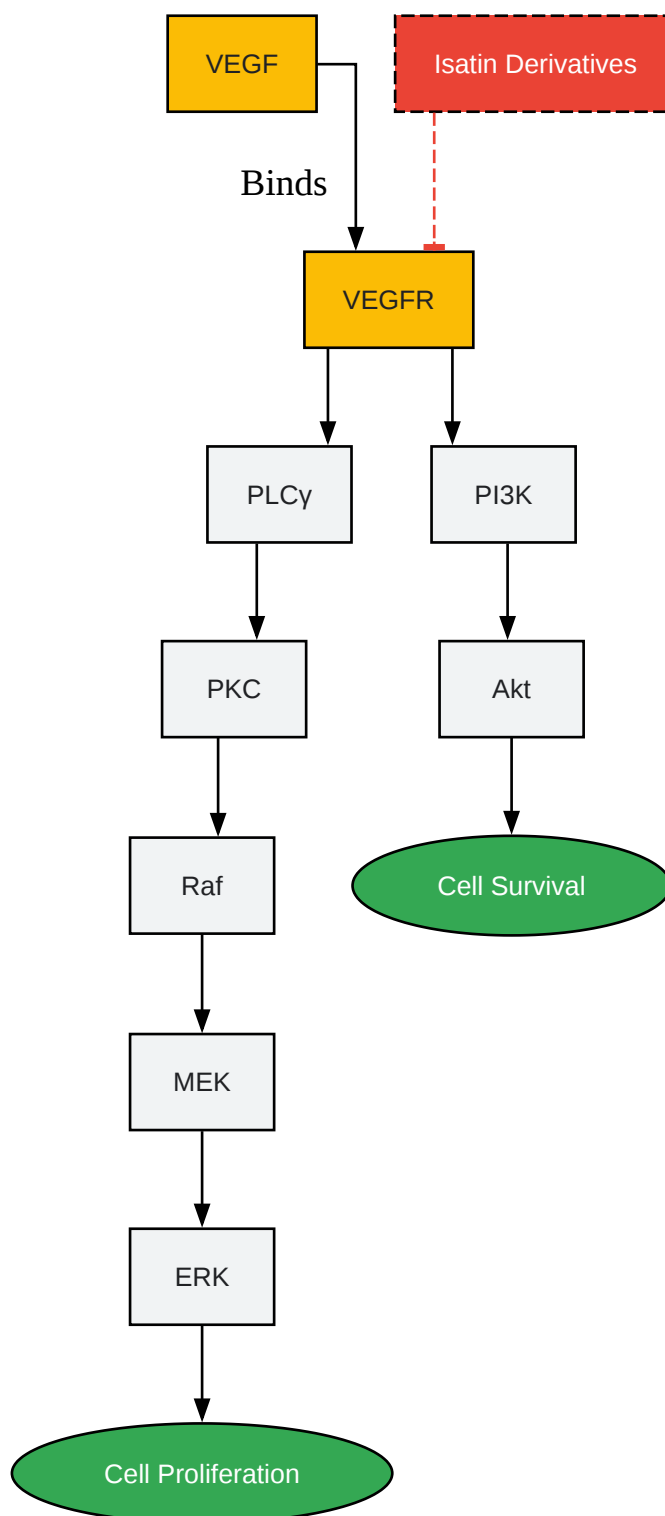 VEGF
Isatin Derivatives
Binds
VEGFR
PLCγ
PI3K
PKC
Akt
Raf
Cell Survival
MEK
ERK
Cell Proliferation